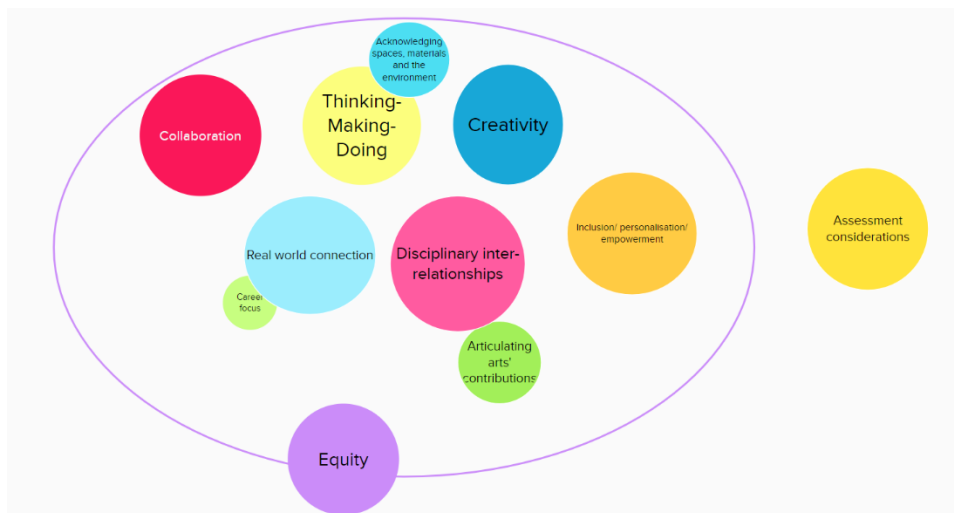 Acknowledging
spaces, materials
and the
environment
Thinking-
Making-
Doing
Creativity
Collaboration
Inclusion/ personalisation/
empowerment
Assessment
considerations
Real world connection
Disciplinary inter-
relationships
Career
focus
Articulating
arts'
contributions
Equity